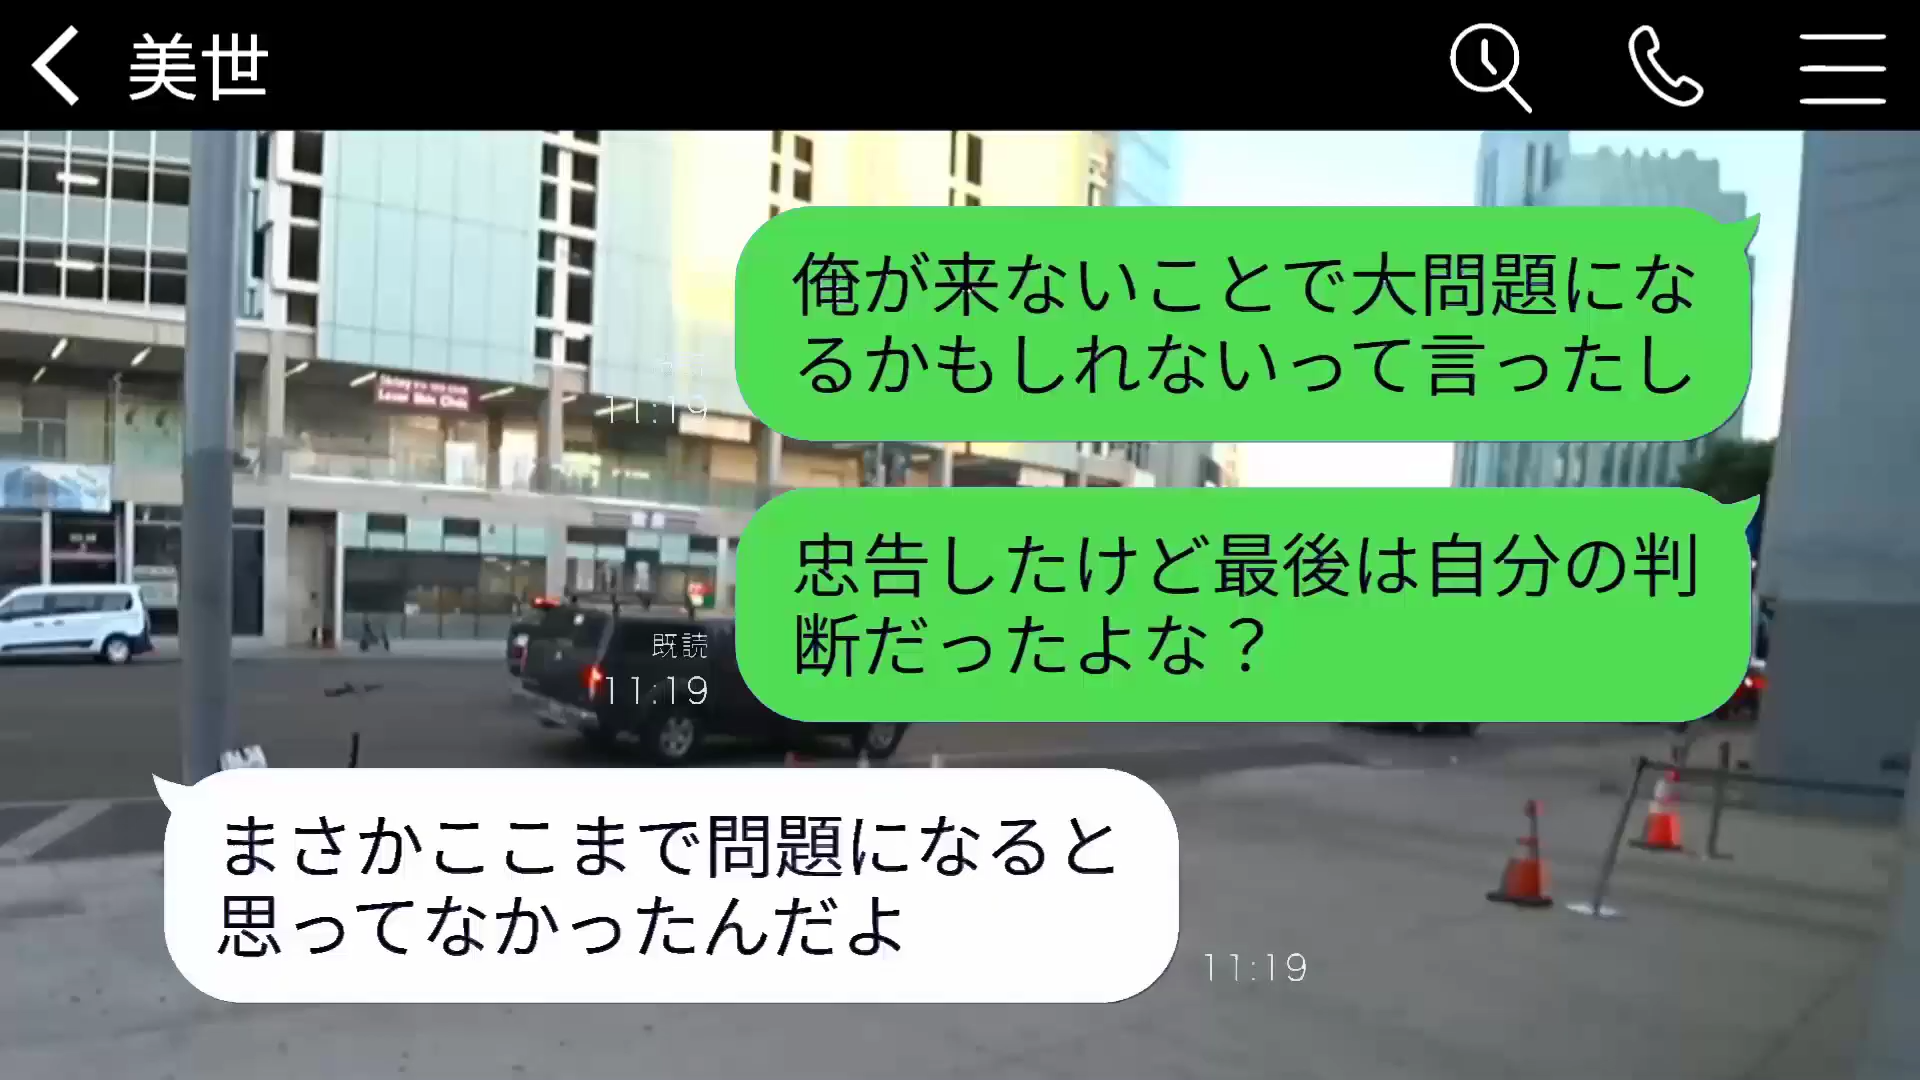 美世
俺が来ないことで大問題にな
るかもしれないって言ったし
既読
11:19
忠告したけど最後は自分の判
断だったよな？
既読
11:19
まさかここまで問題になると
思ってなかったんだよ
11:19